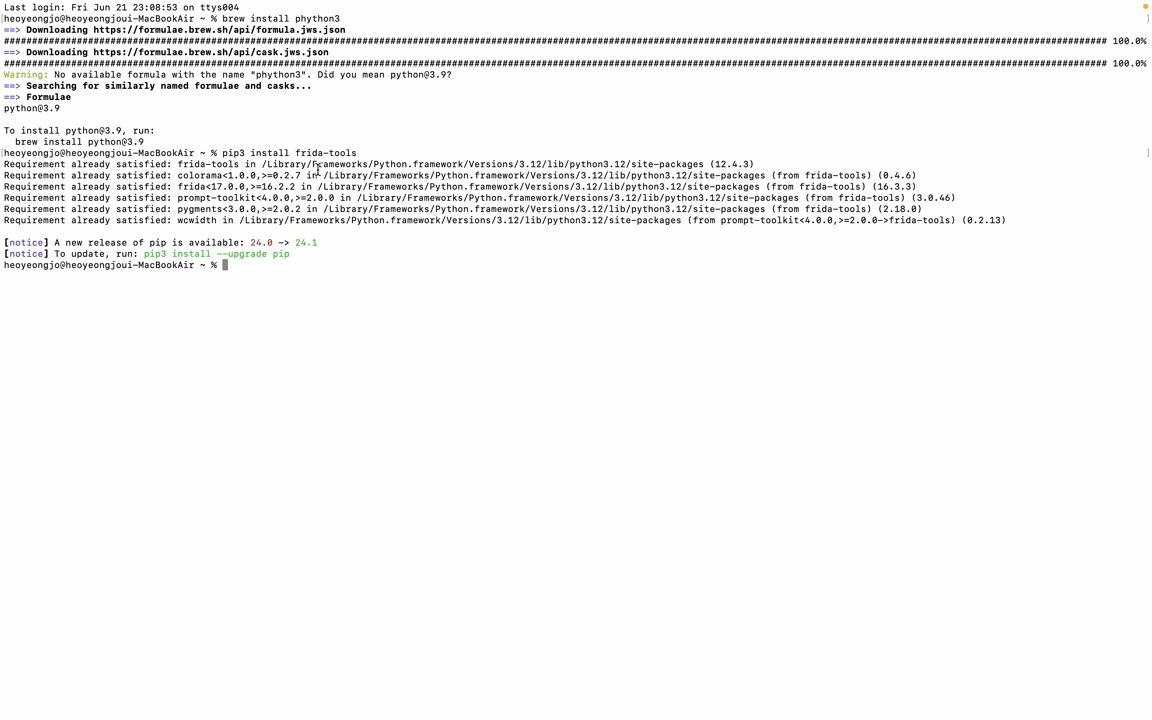 Last login: Fri Jun 21 23:08:53 on ttys004
heoyeongjo@heoyeongjoui-MacBookAir ~ % brew install phython3
==> Downloading https://formulae.brew.sh/api/formula.jws.json
######################################################################## 100.0%
==> Downloading https://formulae.brew.sh/api/cask.jws.json
######################################################################## 100.0%
Warning: No available formula with the name "phython3". Did you mean python@3.9?
==> Searching for similarly named formulae and casks...
==> Formulae
python@3.9
To install python@3.9, run:
brew install python@3.9
heoyeongjo@heoyeongjoui-MacBookAir ~ % pip3 install frida-tools
Requirement already satisfied: frida-tools in /Library/Frameworks/Python.framework/Versions/3.12/lib/python3.12/site-packages (12.4.3)
Requirement already satisfied: colorama<1.0.0,>=0.2.7 in /Library/Frameworks/Python.framework/Versions/3.12/lib/python3.12/site-packages (from frida-tools) (0.4.6)
Requirement already satisfied: frida<17.0.0,>=16.2.2 in /Library/Frameworks/Python.framework/Versions/3.12/lib/python3.12/site-packages (from frida-tools) (16.3.3)
Requirement already satisfied: prompt-toolkit<4.0.0,>=2.0.0 in /Library/Frameworks/Python.framework/Versions/3.12/lib/python3.12/site-packages (from frida-tools) (3.0.46)
Requirement already satisfied: pygments<3.0.0,>=2.0.2 in /Library/Frameworks/Python.framework/Versions/3.12/lib/python3.12/site-packages (from frida-tools) (2.18.0)
Requirement already satisfied: wcwidth in /Library/Frameworks/Python.framework/Versions/3.12/lib/python3.12/site-packages (from prompt-toolkit<4.0.0,>=2.0.0->frida-tools) (0.2.13)
[notice] A new release of pip is available: 24.0 -> 24.1
[notice] To update, run: pip3 install --upgrade pip
heoyeongjo@heoyeongjoui-MacBookAir ~ %